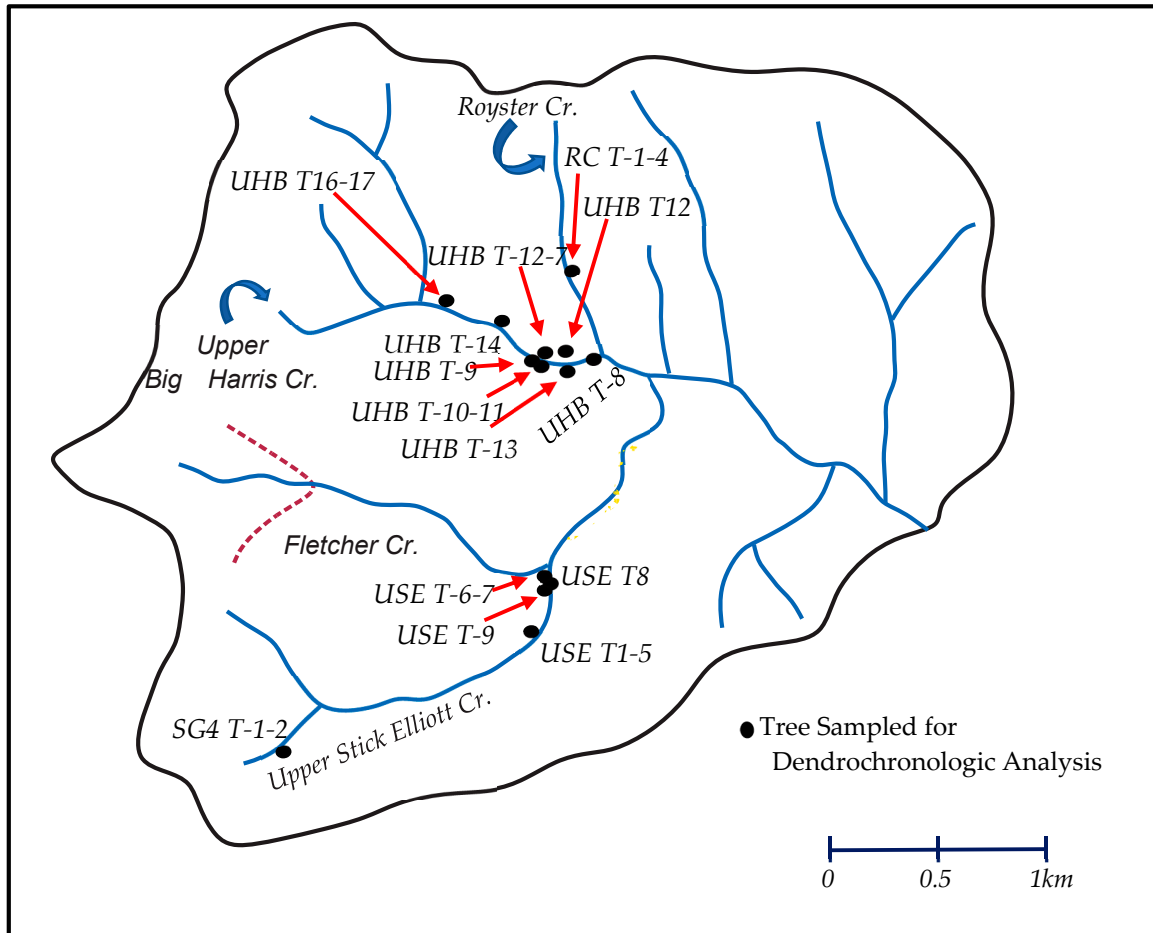 Royster Cr.
RC T-1-4
UHB T16-17
UHB T12
UHB T-12-7
UHB T-14
Upper
UHB T-9
Big Harris Cr.
UHB T-8
UHB T-10-11
UHB T-13
Fletcher Cr.
USE T8
USE T-6-7
USE T-9
USE T1-5
SG4 T-1-2
Upper Stick Elliott Cr.
Tree Sampled for
Dendrochronologic Analysis
0 0.5 1km